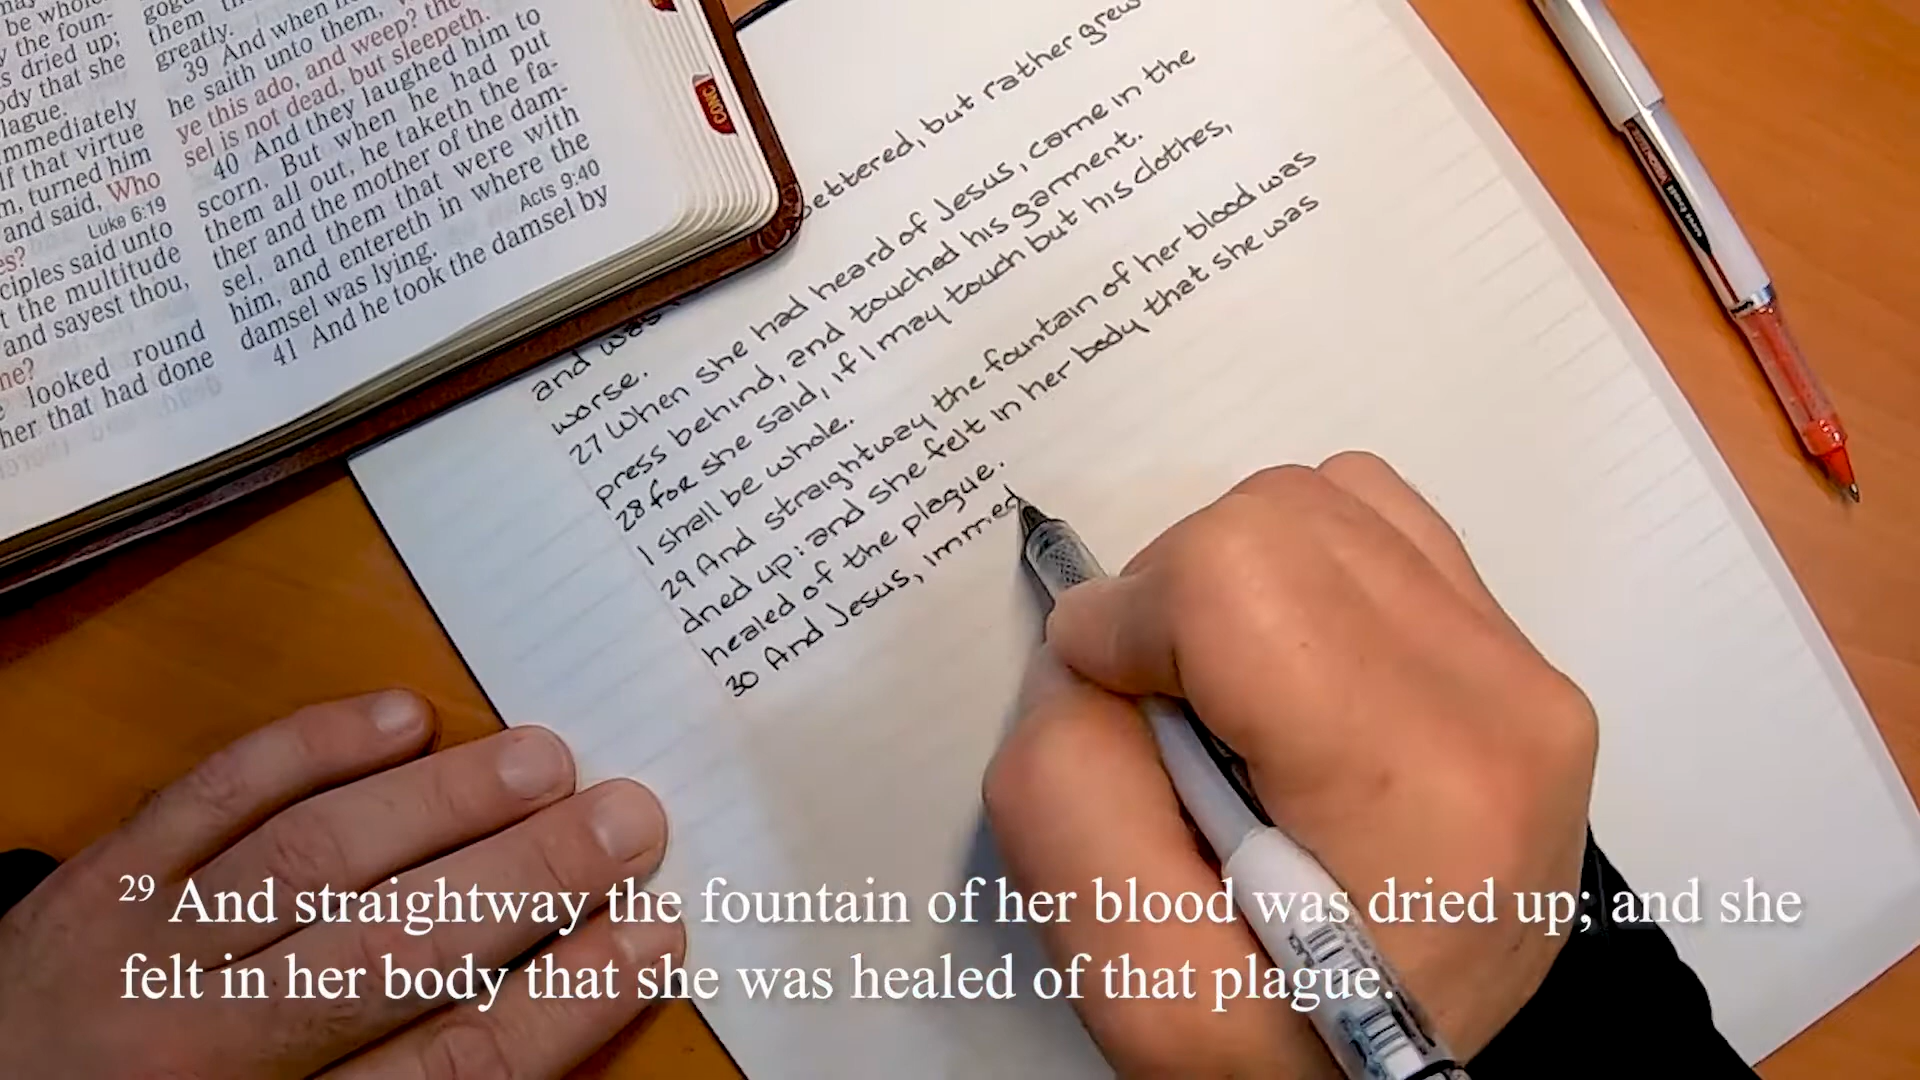 be whole.
the foun-
dried up;
body that she
plague.
immediately
that virtue
turned him
and said, Who
Luke 6:19
ciples said unto
the multitude
and sayest thou,
me?
looked round
her that had done
them
greatly.
39 And when
he saith unto them,
ye this ado, and weep? the
sel is not dead, but sleepeth.
40 And they laughed him to
scorn. But when he had put
them all out, he taketh the fa-
ther and the mother of the dam-
sel, and them that were with
him, and entereth in where the
damsel was lying. Acts 9:40
41 And he took the damsel by
CONC
and was bettered, but rather grew
worse.
27 When she had heard of Jesus, came in the
press behind, and touched his garment.
28 for she said, if I may touch but his clothes,
I shall be whole.
29 And straightway the fountain of her blood was
dried up: and she felt in her body that she was
healed of the plague.
30 And Jesus, immed
29 And straightway the fountain of her blood was dried up; and she
felt in her body that she was healed of that plague.